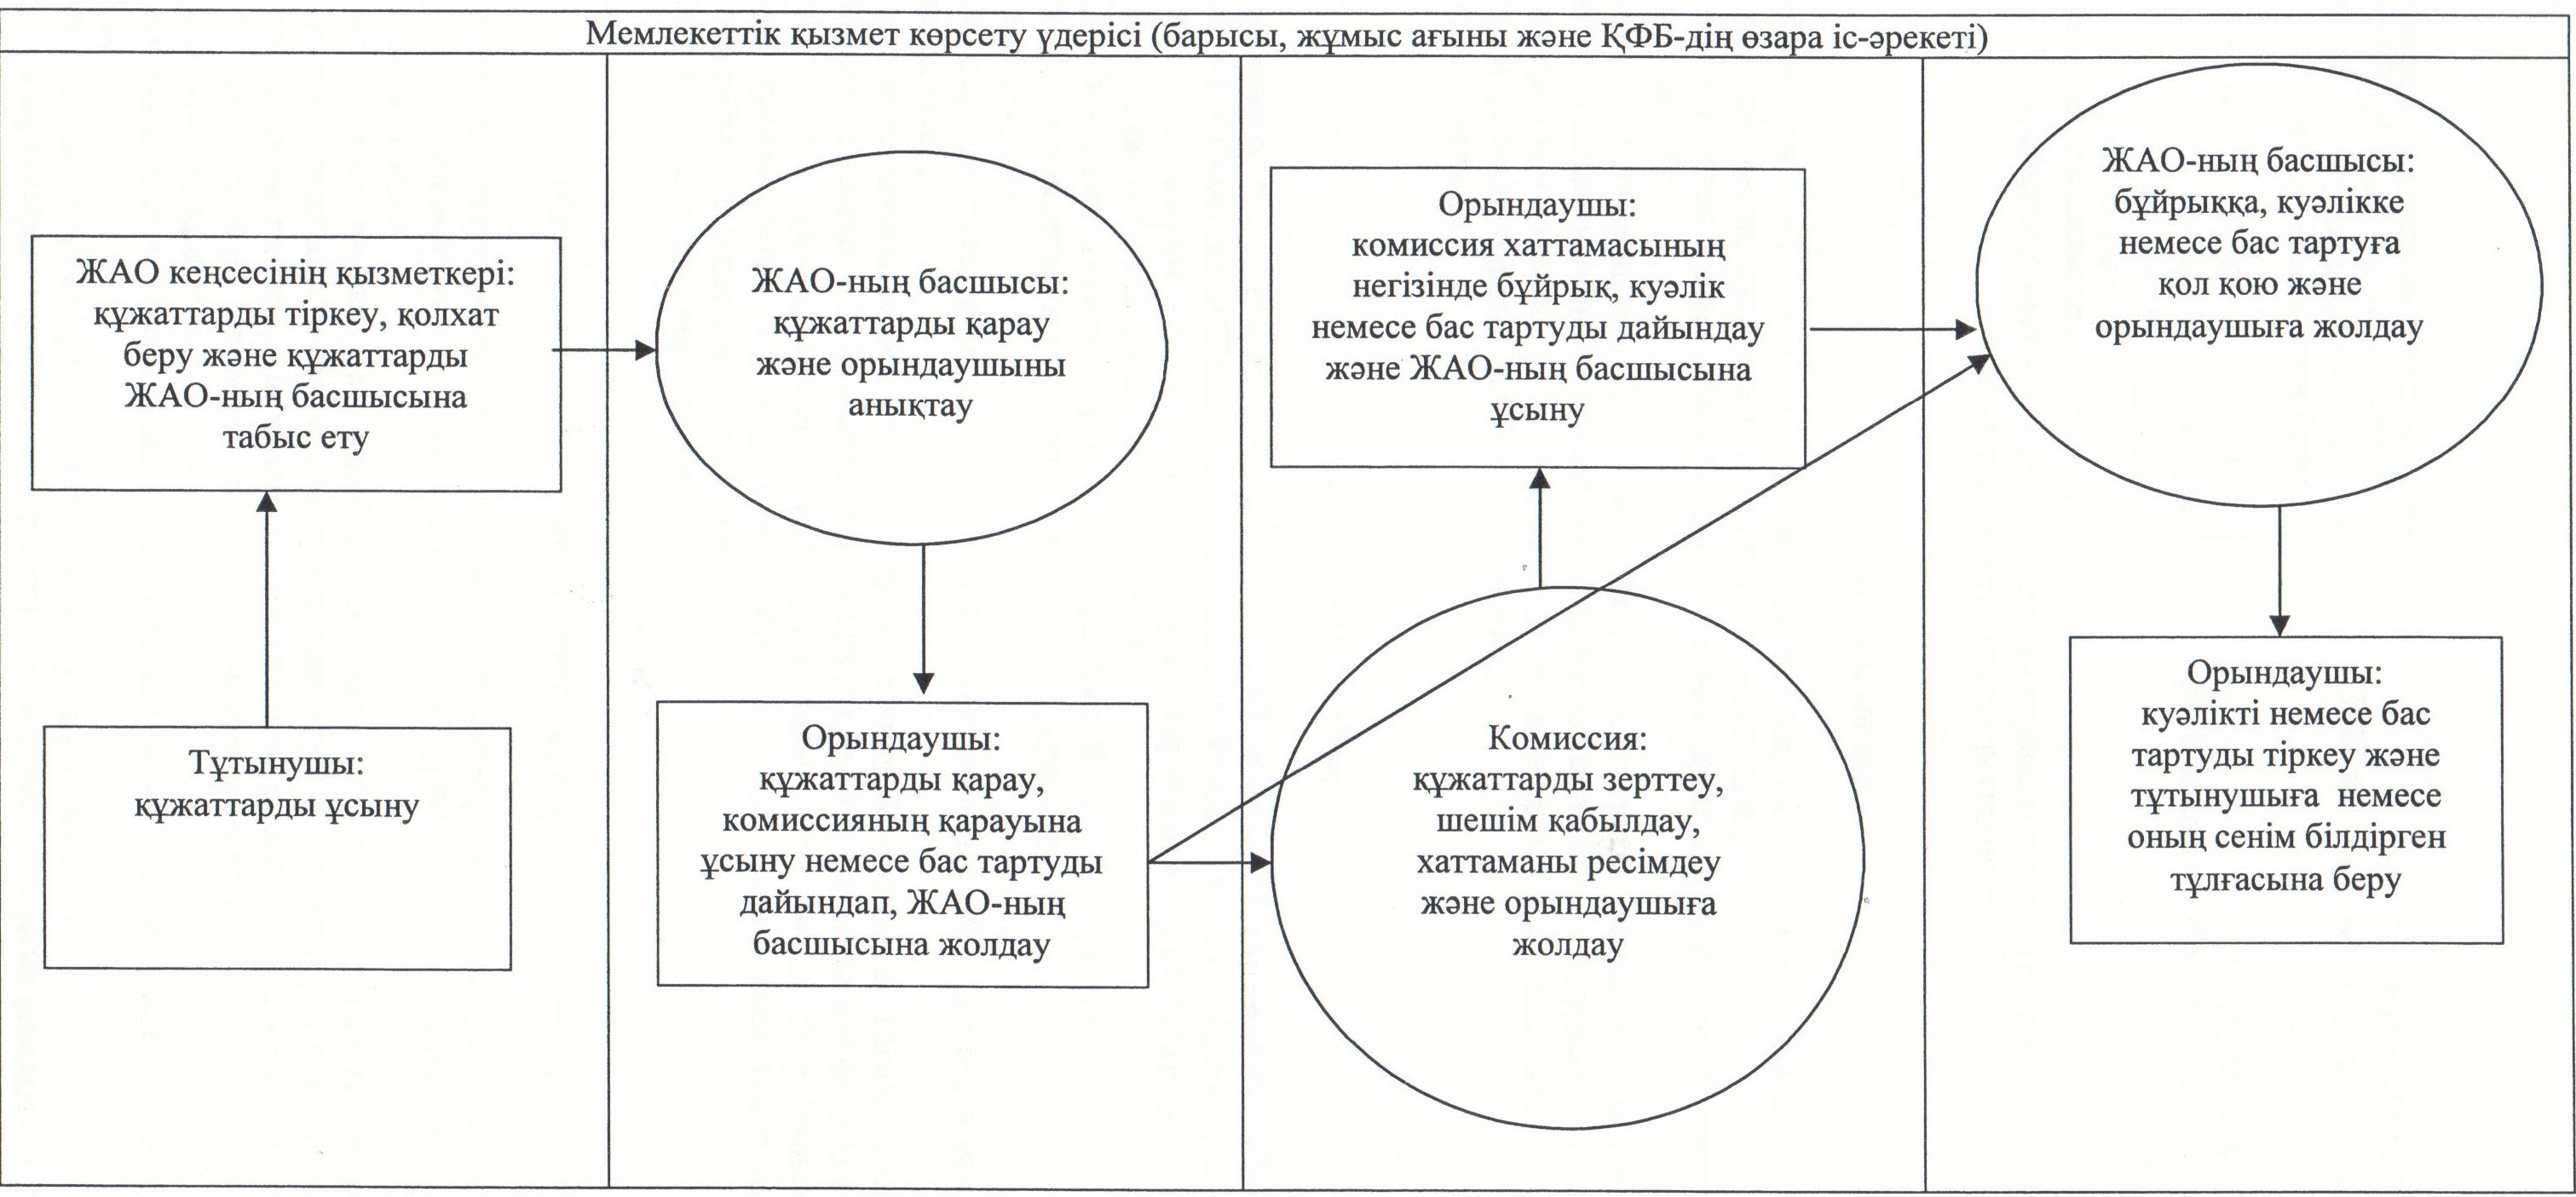 Мемлекеттік қызмет көрсету үдерісі (барысы, жұмыс ағыны және ҚФБ-дің өзара іс-әрекеті)
ЖАО кеңсесінің қызметкері:
құжаттарды тіркеу, қолхат
беру және құжаттарды
ЖАО-ның басшысына
табыс ету
Тұтынушы:
құжаттарды ұсыну
ЖАО-ның басшысы:
құжаттарды қарау
және орындаушыны
анықтау
Орындаушы:
құжаттарды қарау,
комиссияның қарауына
ұсыну немесе бас тартуды
дайындап, ЖАО-ның
басшысына жолдау
Орындаушы:
комиссия хаттамасының
негізінде бұйрық, куәлік
немесе бас тартуды дайындау
және ЖАО-ның басшысына
ұсыну
Комиссия:
құжаттарды зерттеу,
шешім қабылдау,
хаттаманы ресімдеу
және орындаушыға
жолдау
ЖАО-ның басшысы:
бұйрыққа, куәлікке
немесе бас тартуға
қол қою және
орындаушыға жолдау
Орындаушы:
куәлікті немесе бас
тартуды тіркеу және
тұтынушыға немесе
оның сенім білдірген
тұлғасына беру